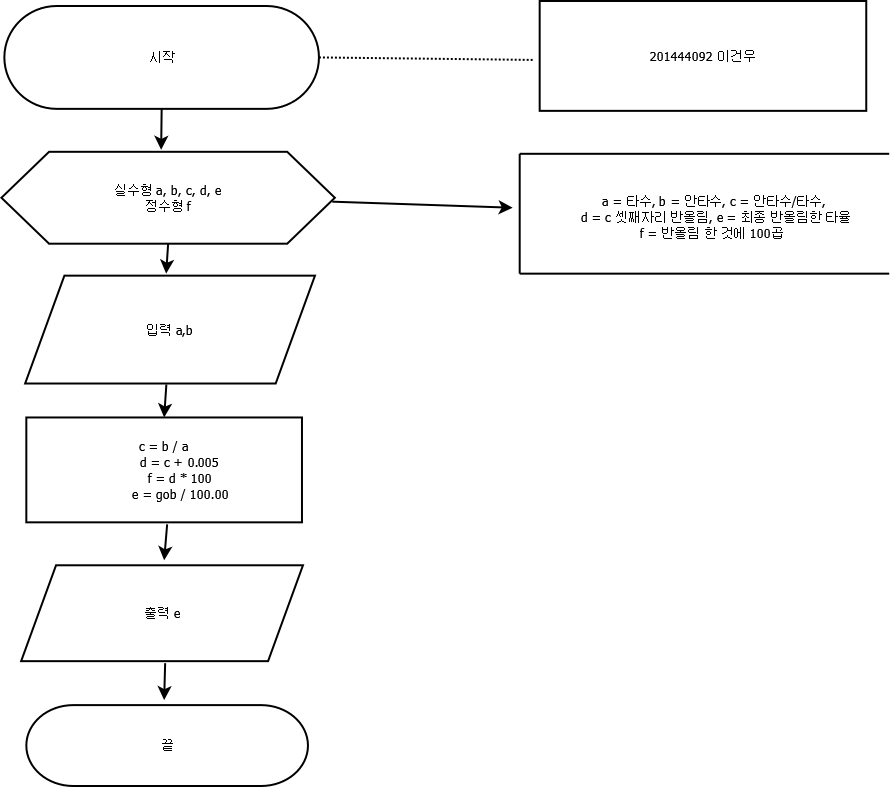 시작
201444092 이건우
실수형 a, b, c, d, e
정수형 f
a = 타수, b = 안타수, c = 안타수/타수,
d = c 셋째자리 반올림, e = 최종 반올림한 타율
f = 반올림 한 것에 100곱
입력 a,b
c = b / a
d = c + 0.005
f = d * 100
e = gob / 100.00
출력 e
끝